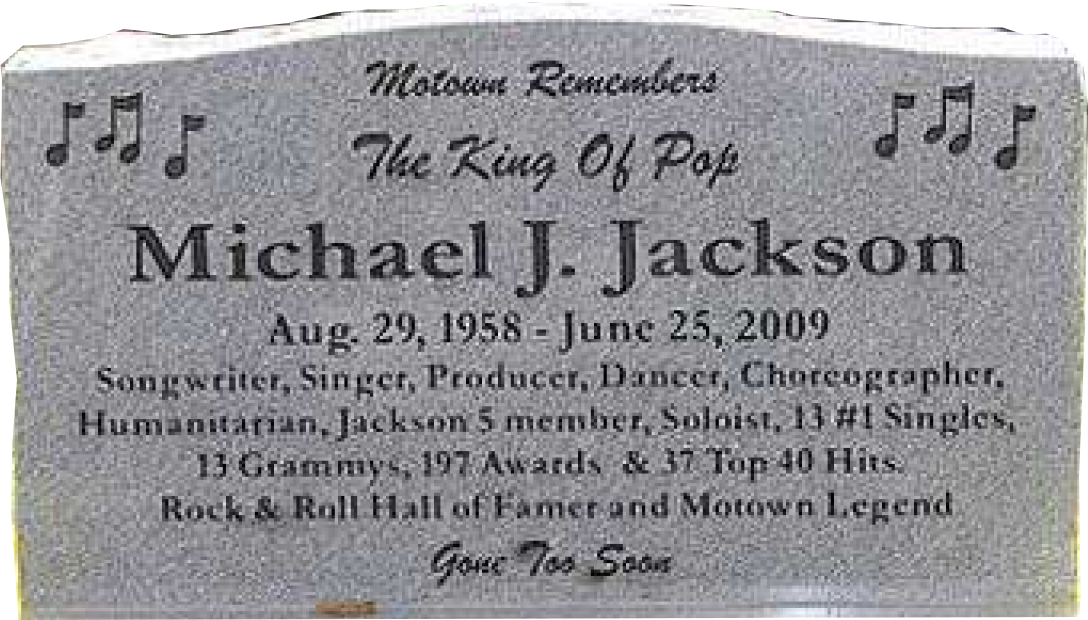 Motown Remembers
The King Of Pop
Michael J. Jackson
Aug. 29, 1958 - June 25, 2009
Songwriter, Singer, Producer, Dancer, Choreographer,
Humanitarian, Jackson 5 member, Soloist, 13 #1 Singles,
13 Grammys, 197 Awards & 37 Top 40 Hits.
Rock & Roll Hall of Famer and Motown Legend
Gone Too Soon